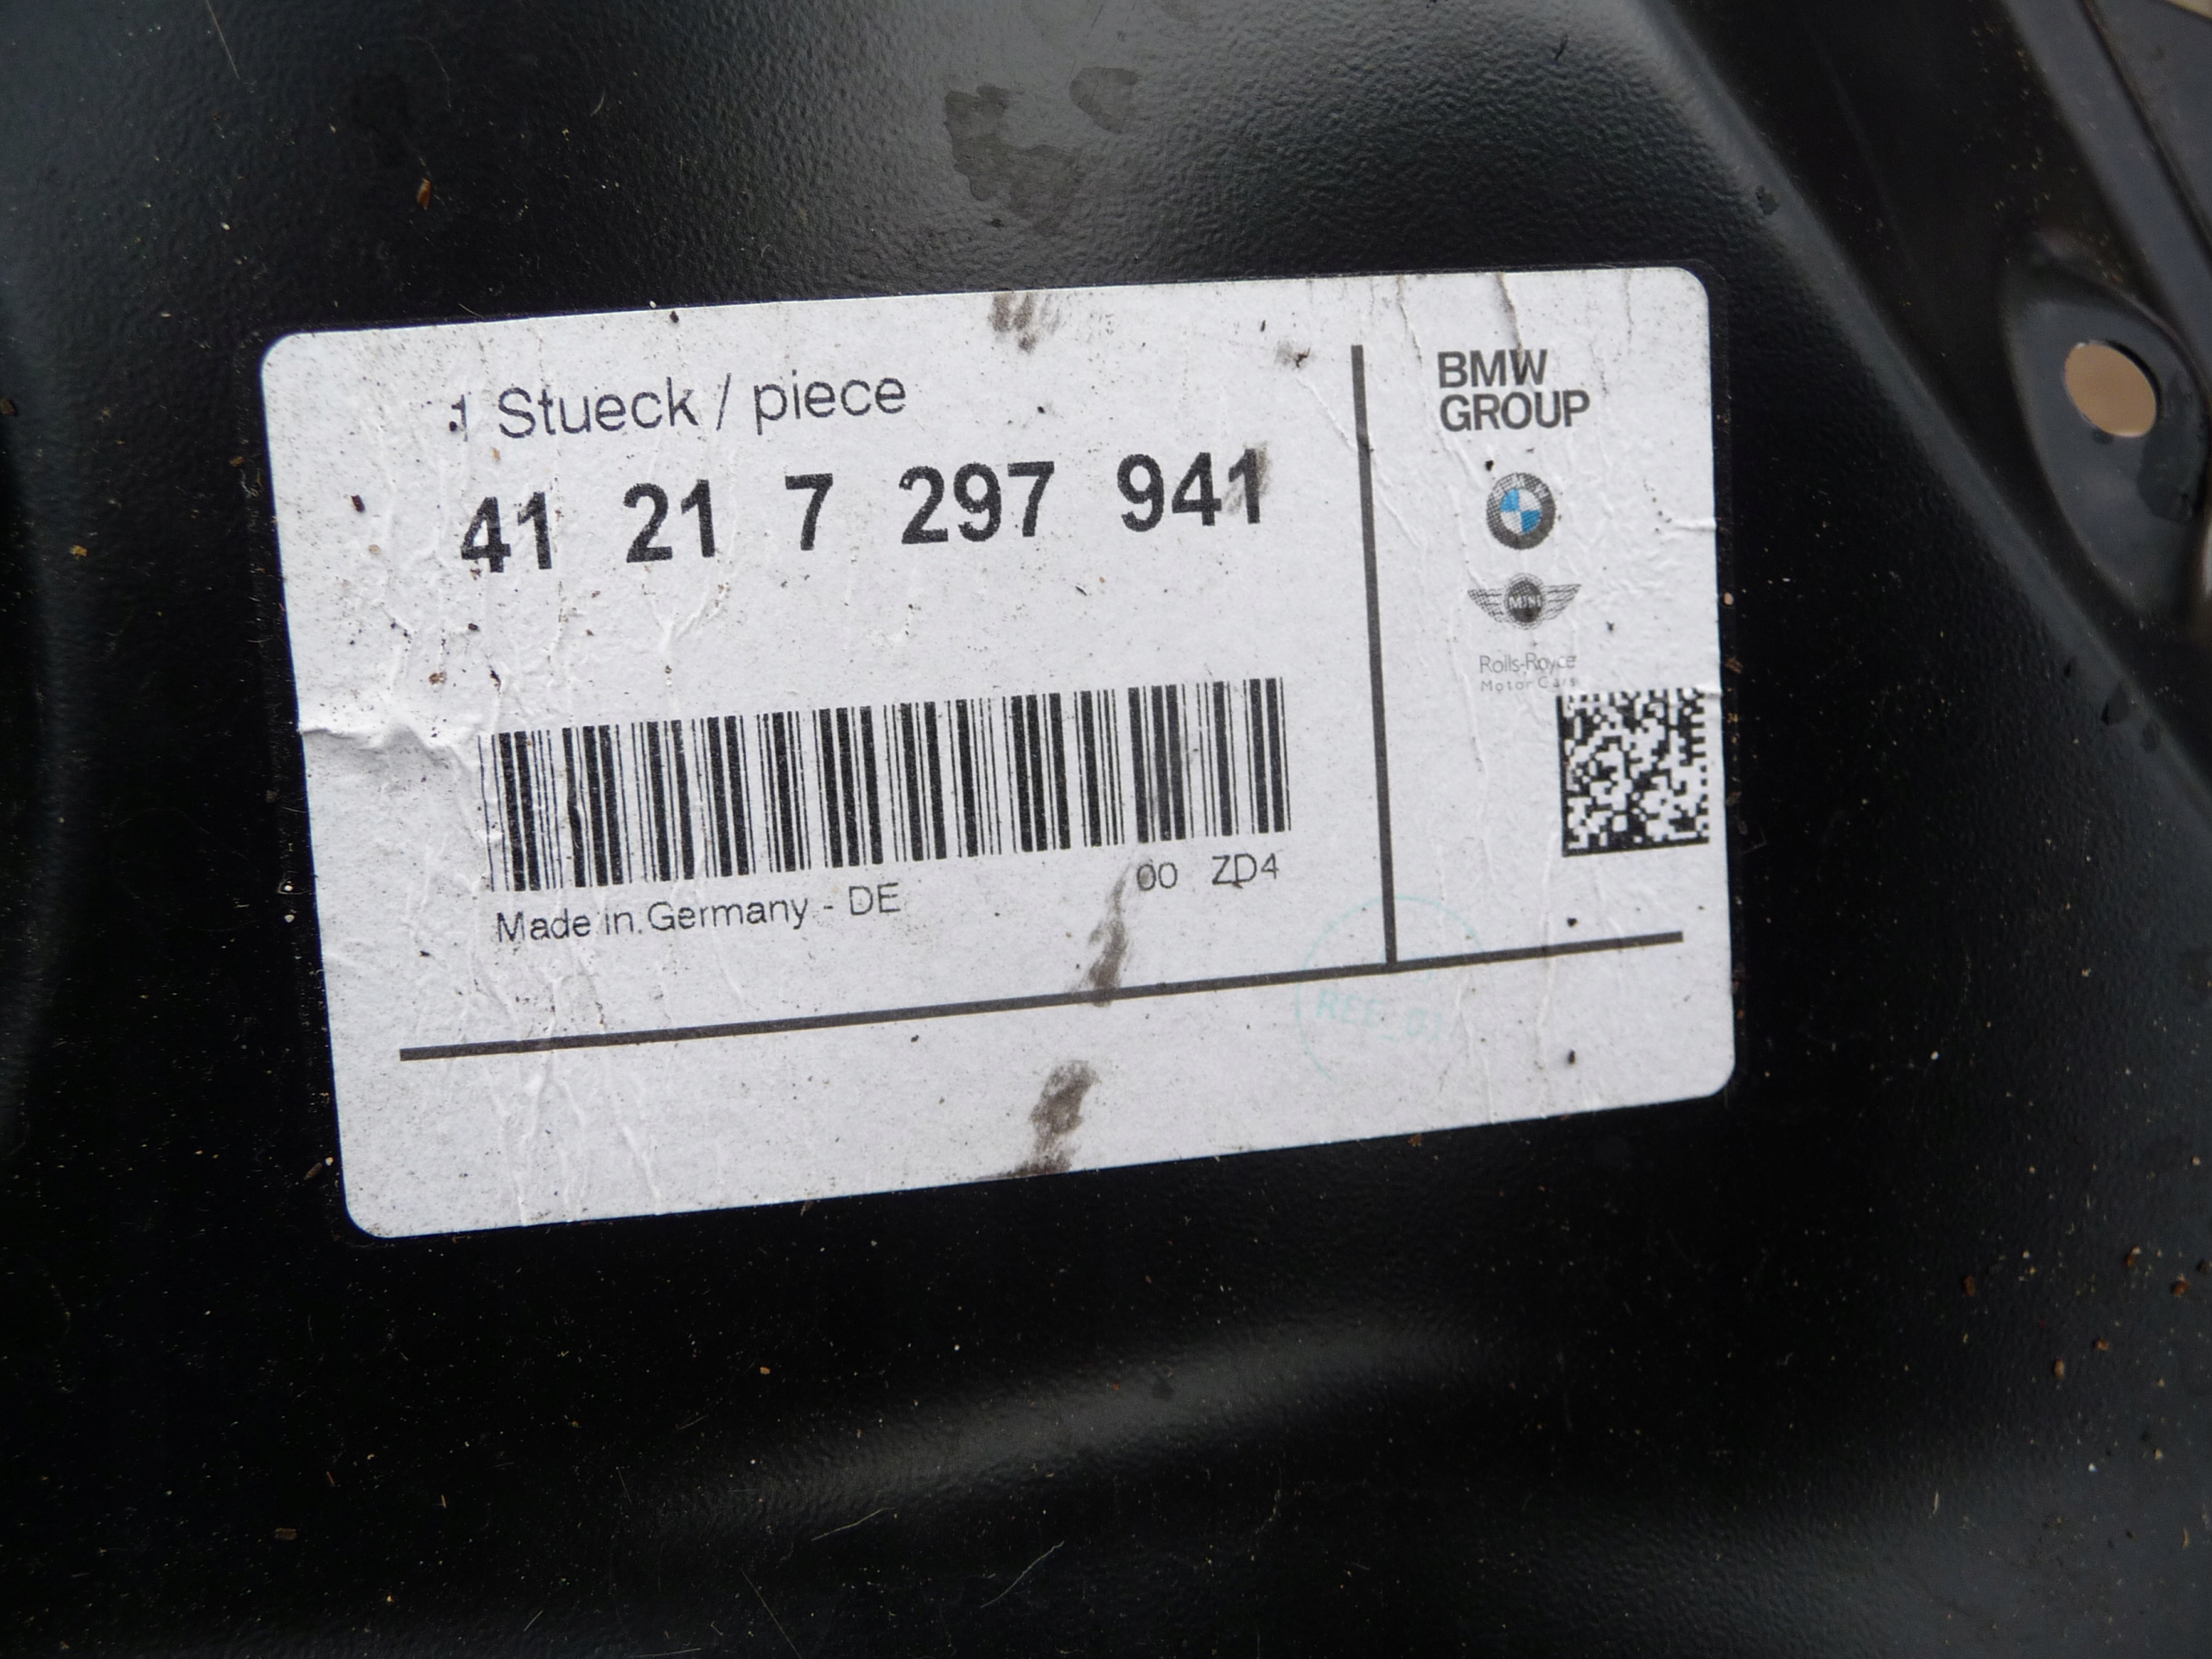 1 Stueck / piece
41 21 7 297 941
00 ZD4
Made in Germany - DE
BMW
GROUP
MINI
Rolls-Royce
Motor Cars